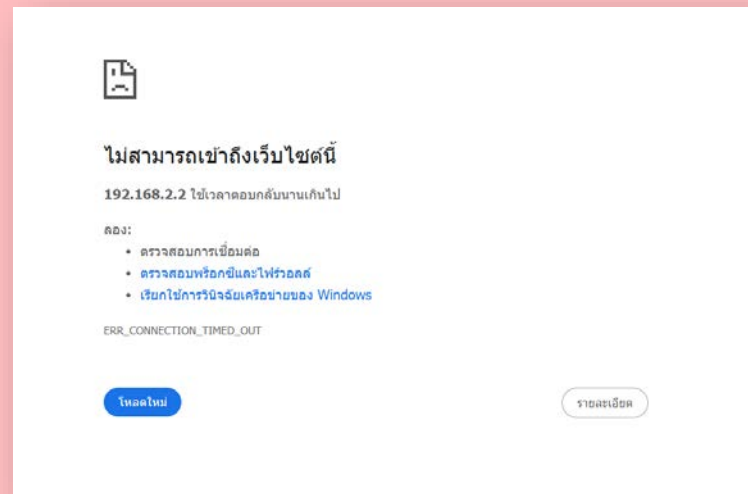 ไม่สามารถเข้าถึงเว็บไซต์นี้
192.168.2.2 ใช้เวลาตอบกลับนานเกินไป
ลอง:
• ตรวจสอบการเชื่อมต่อ
• ตรวจสอบพร็อกซีและไฟร์วอลล์
• เรียกใช้การวินิจฉัยเครือข่ายของ Windows
ERR_CONNECTION_TIMED_OUT
โหลดใหม่
รายละเอียด